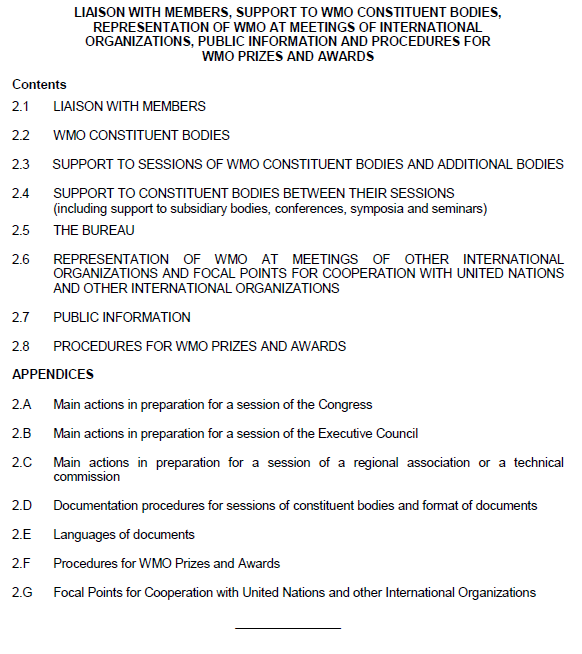 LIAISON WITH MEMBERS, SUPPORT TO WMO CONSTITUENT BODIES,
REPRESENTATION OF WMO AT MEETINGS OF INTERNATIONAL
ORGANIZATIONS, PUBLIC INFORMATION AND PROCEDURES FOR
WMO PRIZES AND AWARDS
Contents
2.1 LIAISON WITH MEMBERS
2.2 WMO CONSTITUENT BODIES
2.3 SUPPORT TO SESSIONS OF WMO CONSTITUENT BODIES AND ADDITIONAL BODIES
2.4 SUPPORT TO CONSTITUENT BODIES BETWEEN THEIR SESSIONS
(including support to subsidiary bodies, conferences, symposia and seminars)
2.5 THE BUREAU
2.6 REPRESENTATION OF WMO AT MEETINGS OF OTHER INTERNATIONAL
ORGANIZATIONS AND FOCAL POINTS FOR COOPERATION WITH UNITED NATIONS
AND OTHER INTERNATIONAL ORGANIZATIONS
2.7 PUBLIC INFORMATION
2.8 PROCEDURES FOR WMO PRIZES AND AWARDS
APPENDICES
2.A Main actions in preparation for a session of the Congress
2.B Main actions in preparation for a session of the Executive Council
2.C Main actions in preparation for a session of a regional association or a technical
commission
2.D Documentation procedures for sessions of constituent bodies and format of documents
2.E Languages of documents
2.F Procedures for WMO Prizes and Awards
2.G Focal Points for Cooperation with United Nations and other International Organizations